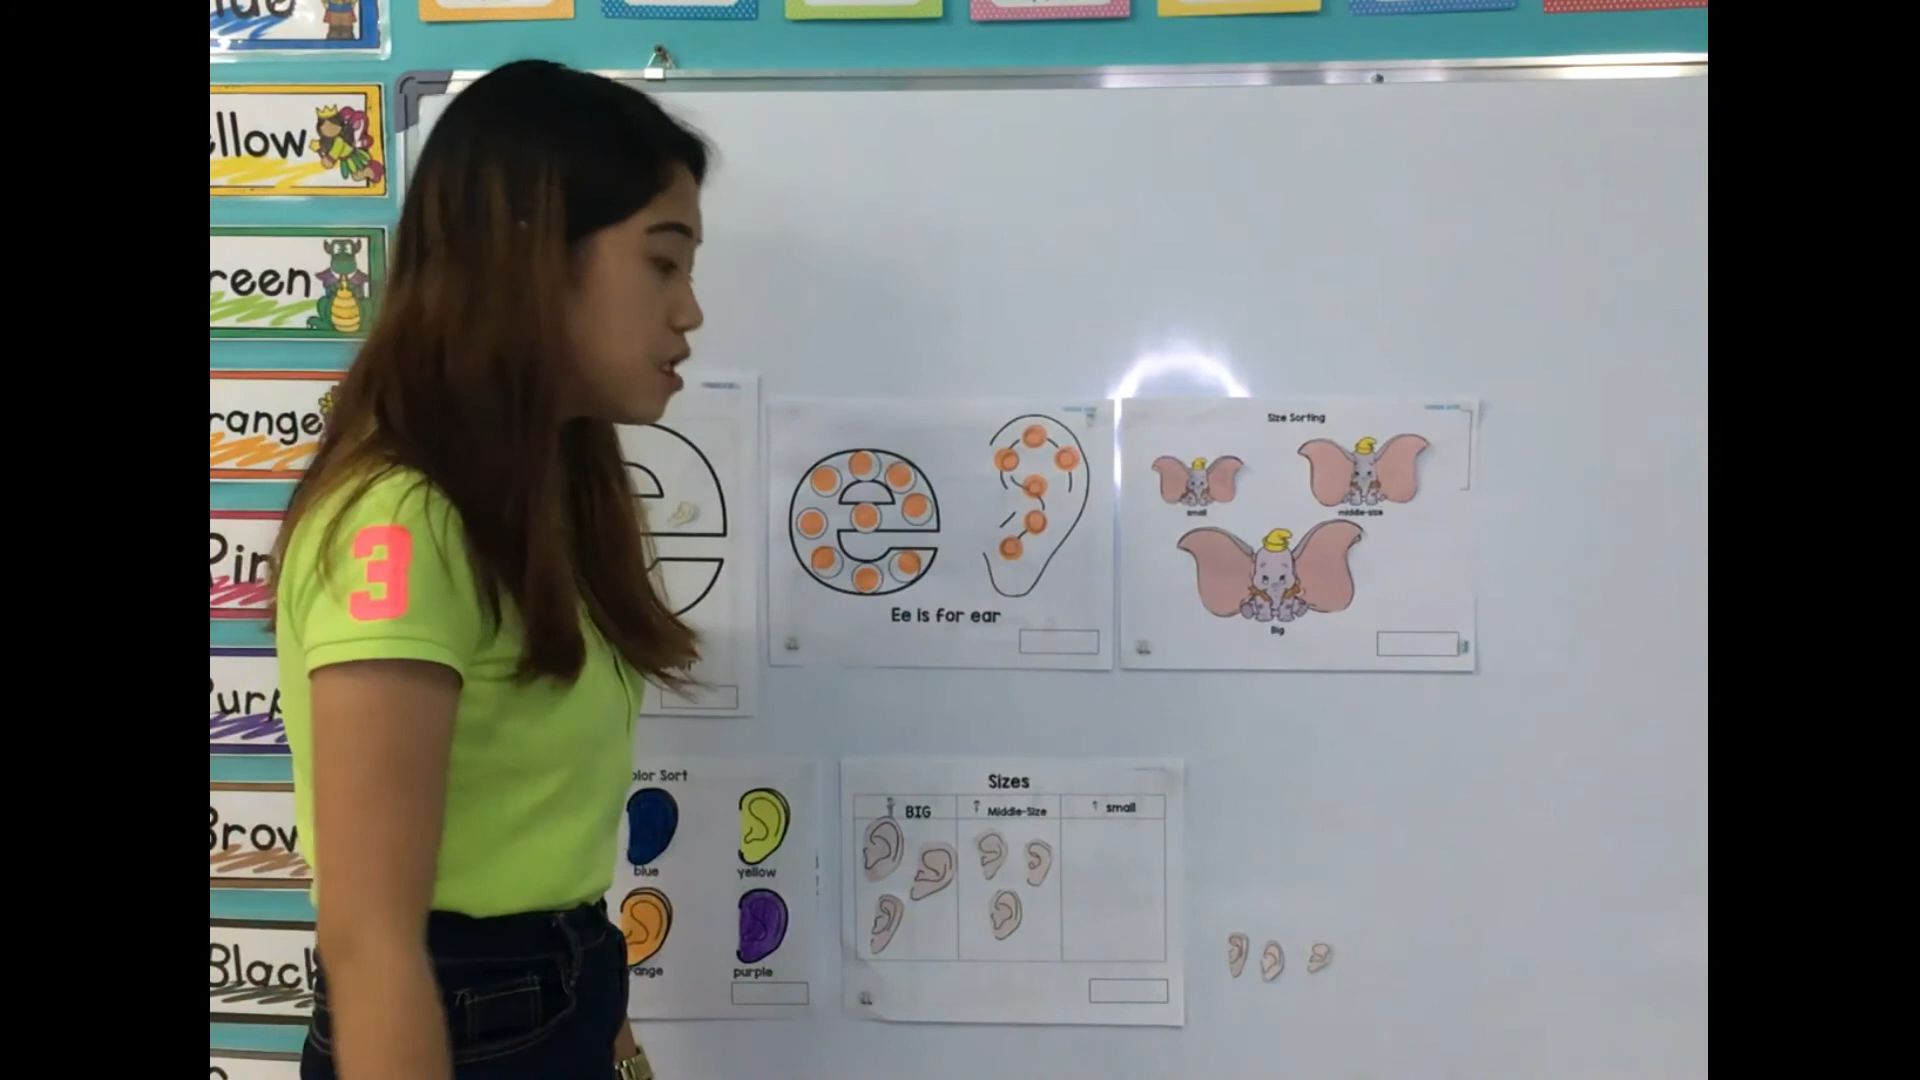 llow
reen
range
Pin
Purp
Brow
Black
3
e
e
Ee is for ear
Size Sorting
small
middle-size
Big
olor Sort
blue
yellow
ange
purple
Sizes
BIG
Middle-Size
small